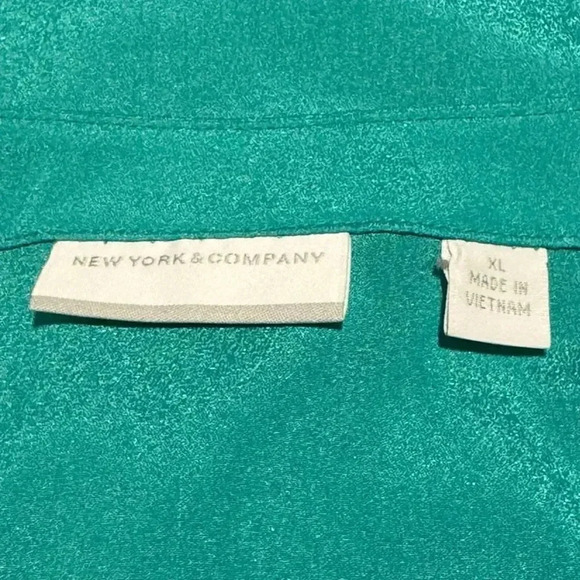 NEW YORK & COMPANY
XL
MADE IN
VIETNAM